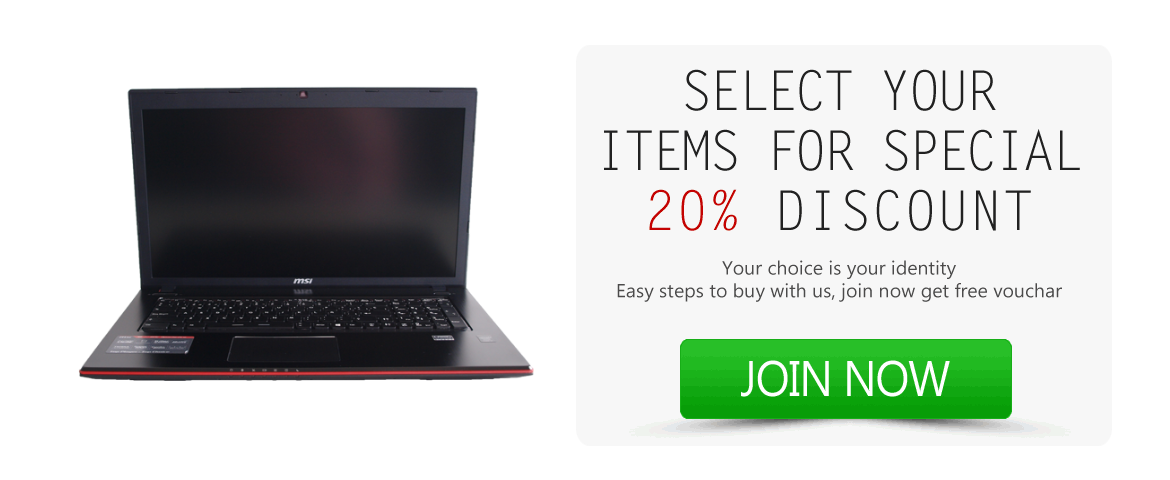 SELECT YOUR
ITEMS FOR SPECIAL
20% DISCOUNT
Your choice is your identity
Easy steps to buy with us, join now get free vouchar
JOIN NOW
msi